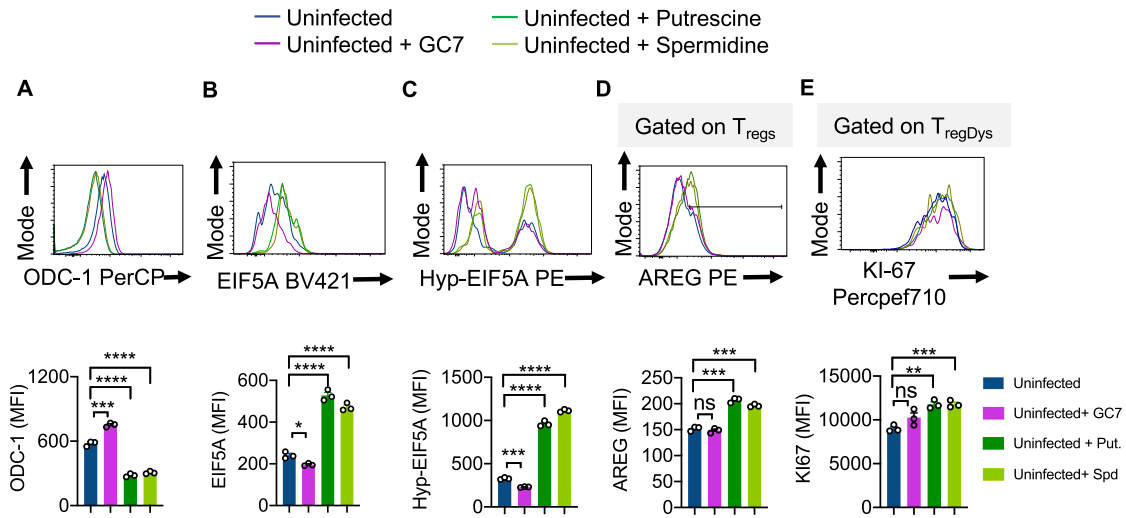 Uninfected
Uninfected + Putrescine
Uninfected + GC7
Uninfected + Spermidine
A
B
C
D
E
Gated on Tregs
Gated on TregDys
Mode
Mode
Mode
Mode
Mode
ODC-1 PerCP
EIF5A BV421
Hyp-EIF5A PE
AREG PE
KI-67
Percpef710
ODC-1 (MFI)
1200
600
0
****
****
***
EIF5A (MFI)
600
400
200
0
****
****
*
Hyp-EIF5A (MFI)
1500
1000
500
0
****
****
***
AREG (MFI)
250
200
150
100
50
0
***
***
ns
KI67 (MFI)
15000
10000
5000
0
***
**
ns
Uninfected
Uninfected+ GC7
Uninfected + Put.
Uninfected+ Spd